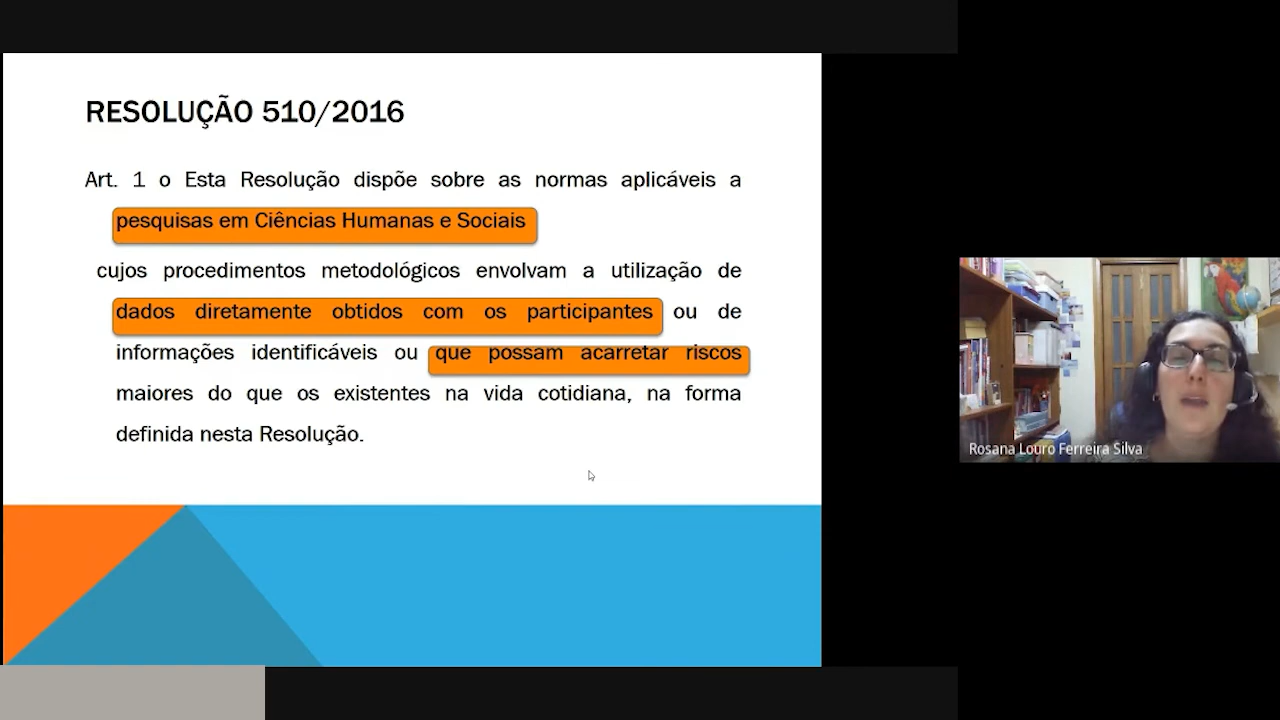 RESOLUÇÃO 510/2016
Art. 1 o Esta Resolução dispõe sobre as normas aplicáveis a
pesquisas em Ciências Humanas e Sociais
cujos procedimentos metodológicos envolvam a utilização de
dados diretamente obtidos com os participantes ou de
informações identificáveis ou que possam acarretar riscos
maiores do que os existentes na vida cotidiana, na forma
definida nesta Resolução.
Rosana Louro Ferreira Silva